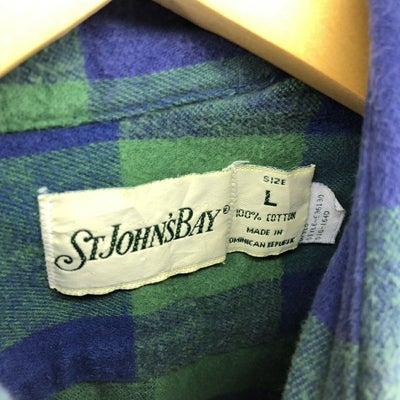 ST.JOHN'S BAY®
SIZE
L
100% COTTON
MADE IN
DOMINICAN REPUBLIC